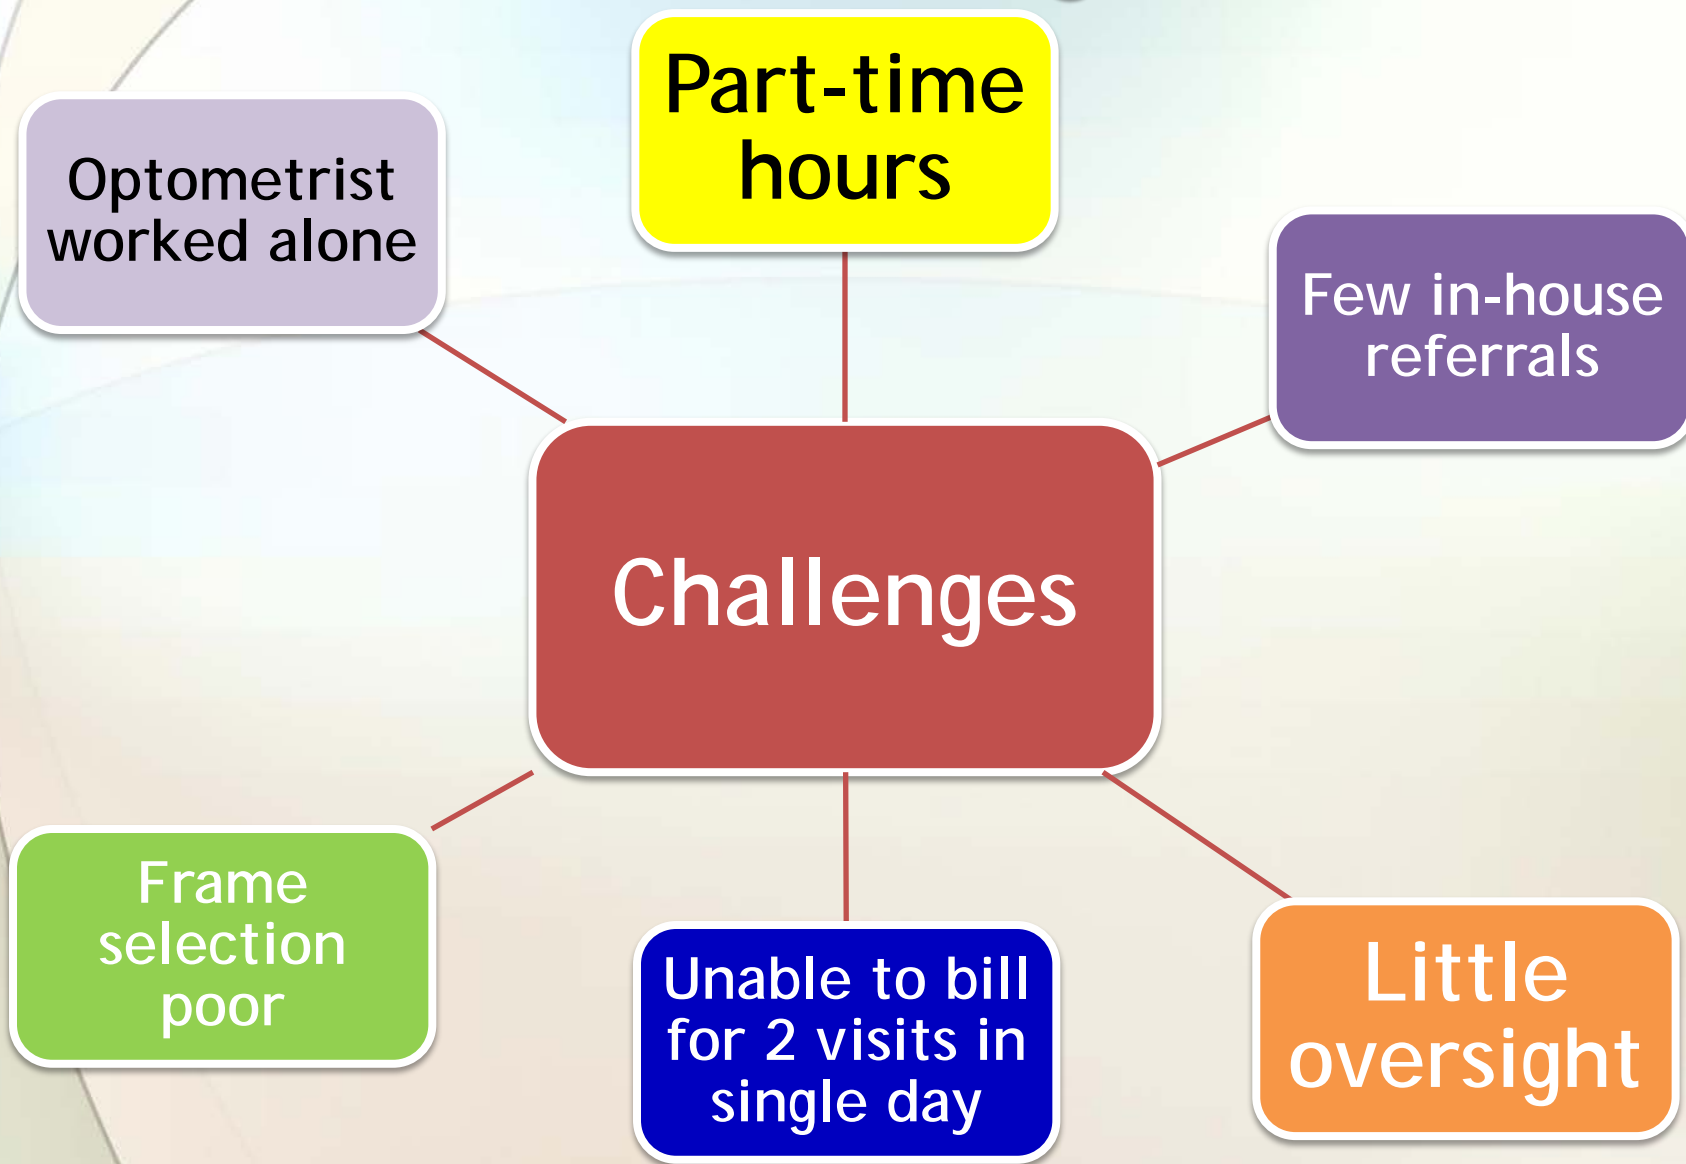 Part-time
hours
Optometrist
worked alone
Few in-house
referrals
Challenges
Frame
selection
poor
Unable to bill
for 2 visits in
single day
Little
oversight